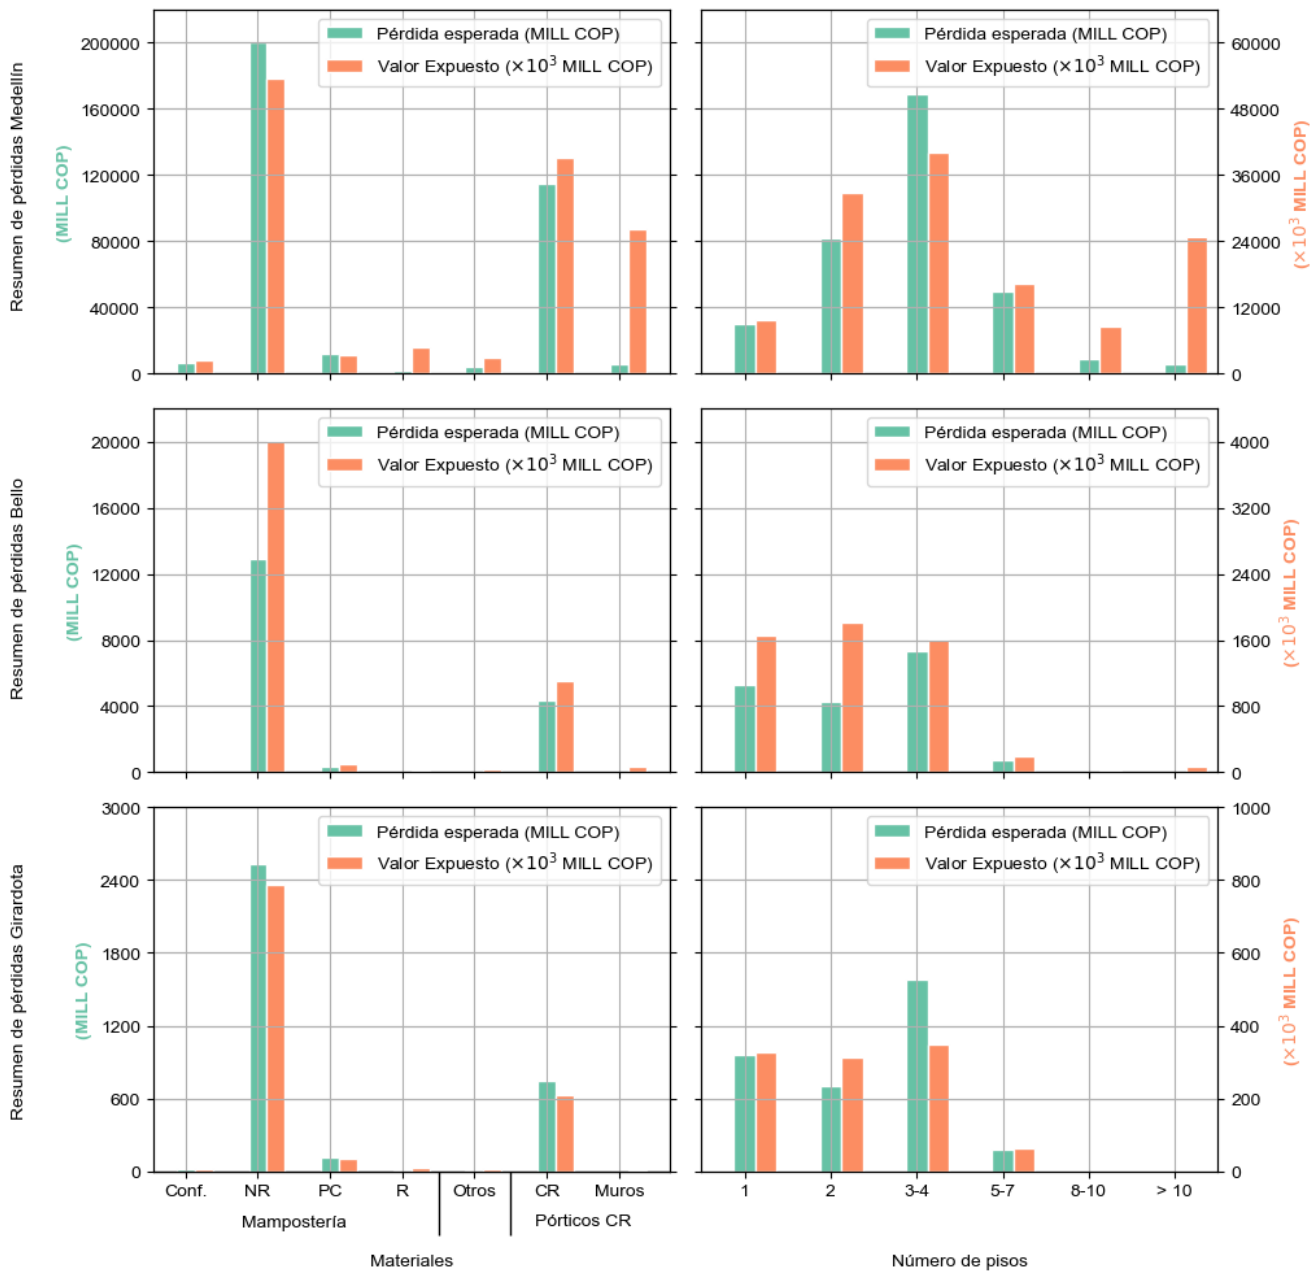 Resumen de pérdidas Medellín
(MILL COP)
200000
160000
120000
80000
40000
0
Pérdida esperada (MILL COP)
Valor Expuesto (×10³ MILL COP)
Pérdida esperada (MILL COP)
Valor Expuesto (×10³ MILL COP)
60000
48000
36000
24000
12000
0
(×10³ MILL COP)
Resumen de pérdidas Bello
(MILL COP)
20000
16000
12000
8000
4000
0
Pérdida esperada (MILL COP)
Valor Expuesto (×10³ MILL COP)
Pérdida esperada (MILL COP)
Valor Expuesto (×10³ MILL COP)
4000
3200
2400
1600
800
0
(×10³ MILL COP)
Resumen de pérdidas Girardota
(MILL COP)
3000
2400
1800
1200
600
0
Pérdida esperada (MILL COP)
Valor Expuesto (×10³ MILL COP)
Pérdida esperada (MILL COP)
Valor Expuesto (×10³ MILL COP)
1000
800
600
400
200
0
(×10³ MILL COP)
Conf. NR PC R Otros CR Muros
Mampostería Pórticos CR
Materiales
1 2 3-4 5-7 8-10 > 10
Número de pisos